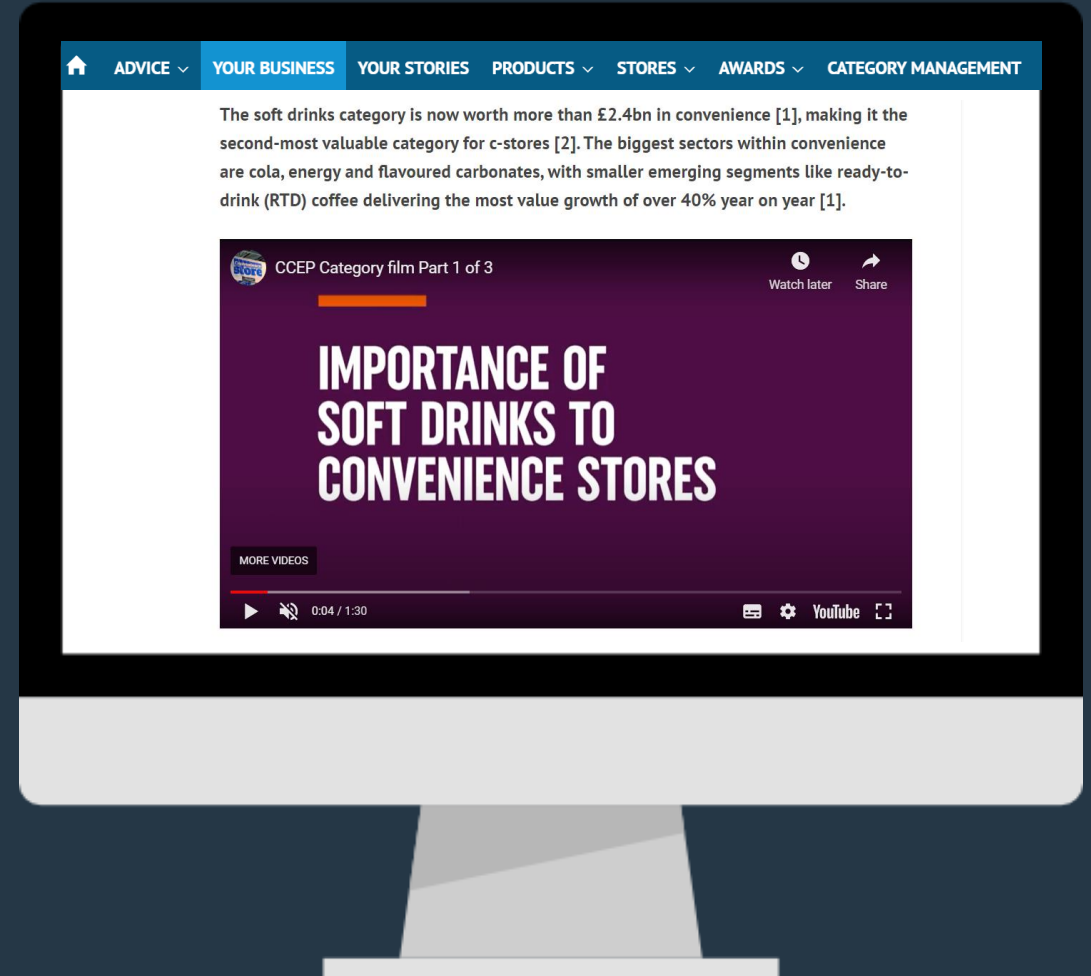 ADVICE YOUR BUSINESS YOUR STORIES PRODUCTS STORES AWARDS CATEGORY MANAGEMENT
The soft drinks category is now worth more than £2.4bn in convenience [1], making it the
second-most valuable category for c-stores [2]. The biggest sectors within convenience
are cola, energy and flavoured carbonates, with smaller emerging segments like ready-to-
drink (RTD) coffee delivering the most value growth of over 40% year on year [1].
CCEP Category film Part 1 of 3
Watch later Share
IMPORTANCE OF
SOFT DRINKS TO
CONVENIENCE STORES
MORE VIDEOS
0:04 / 1:30 YouTube